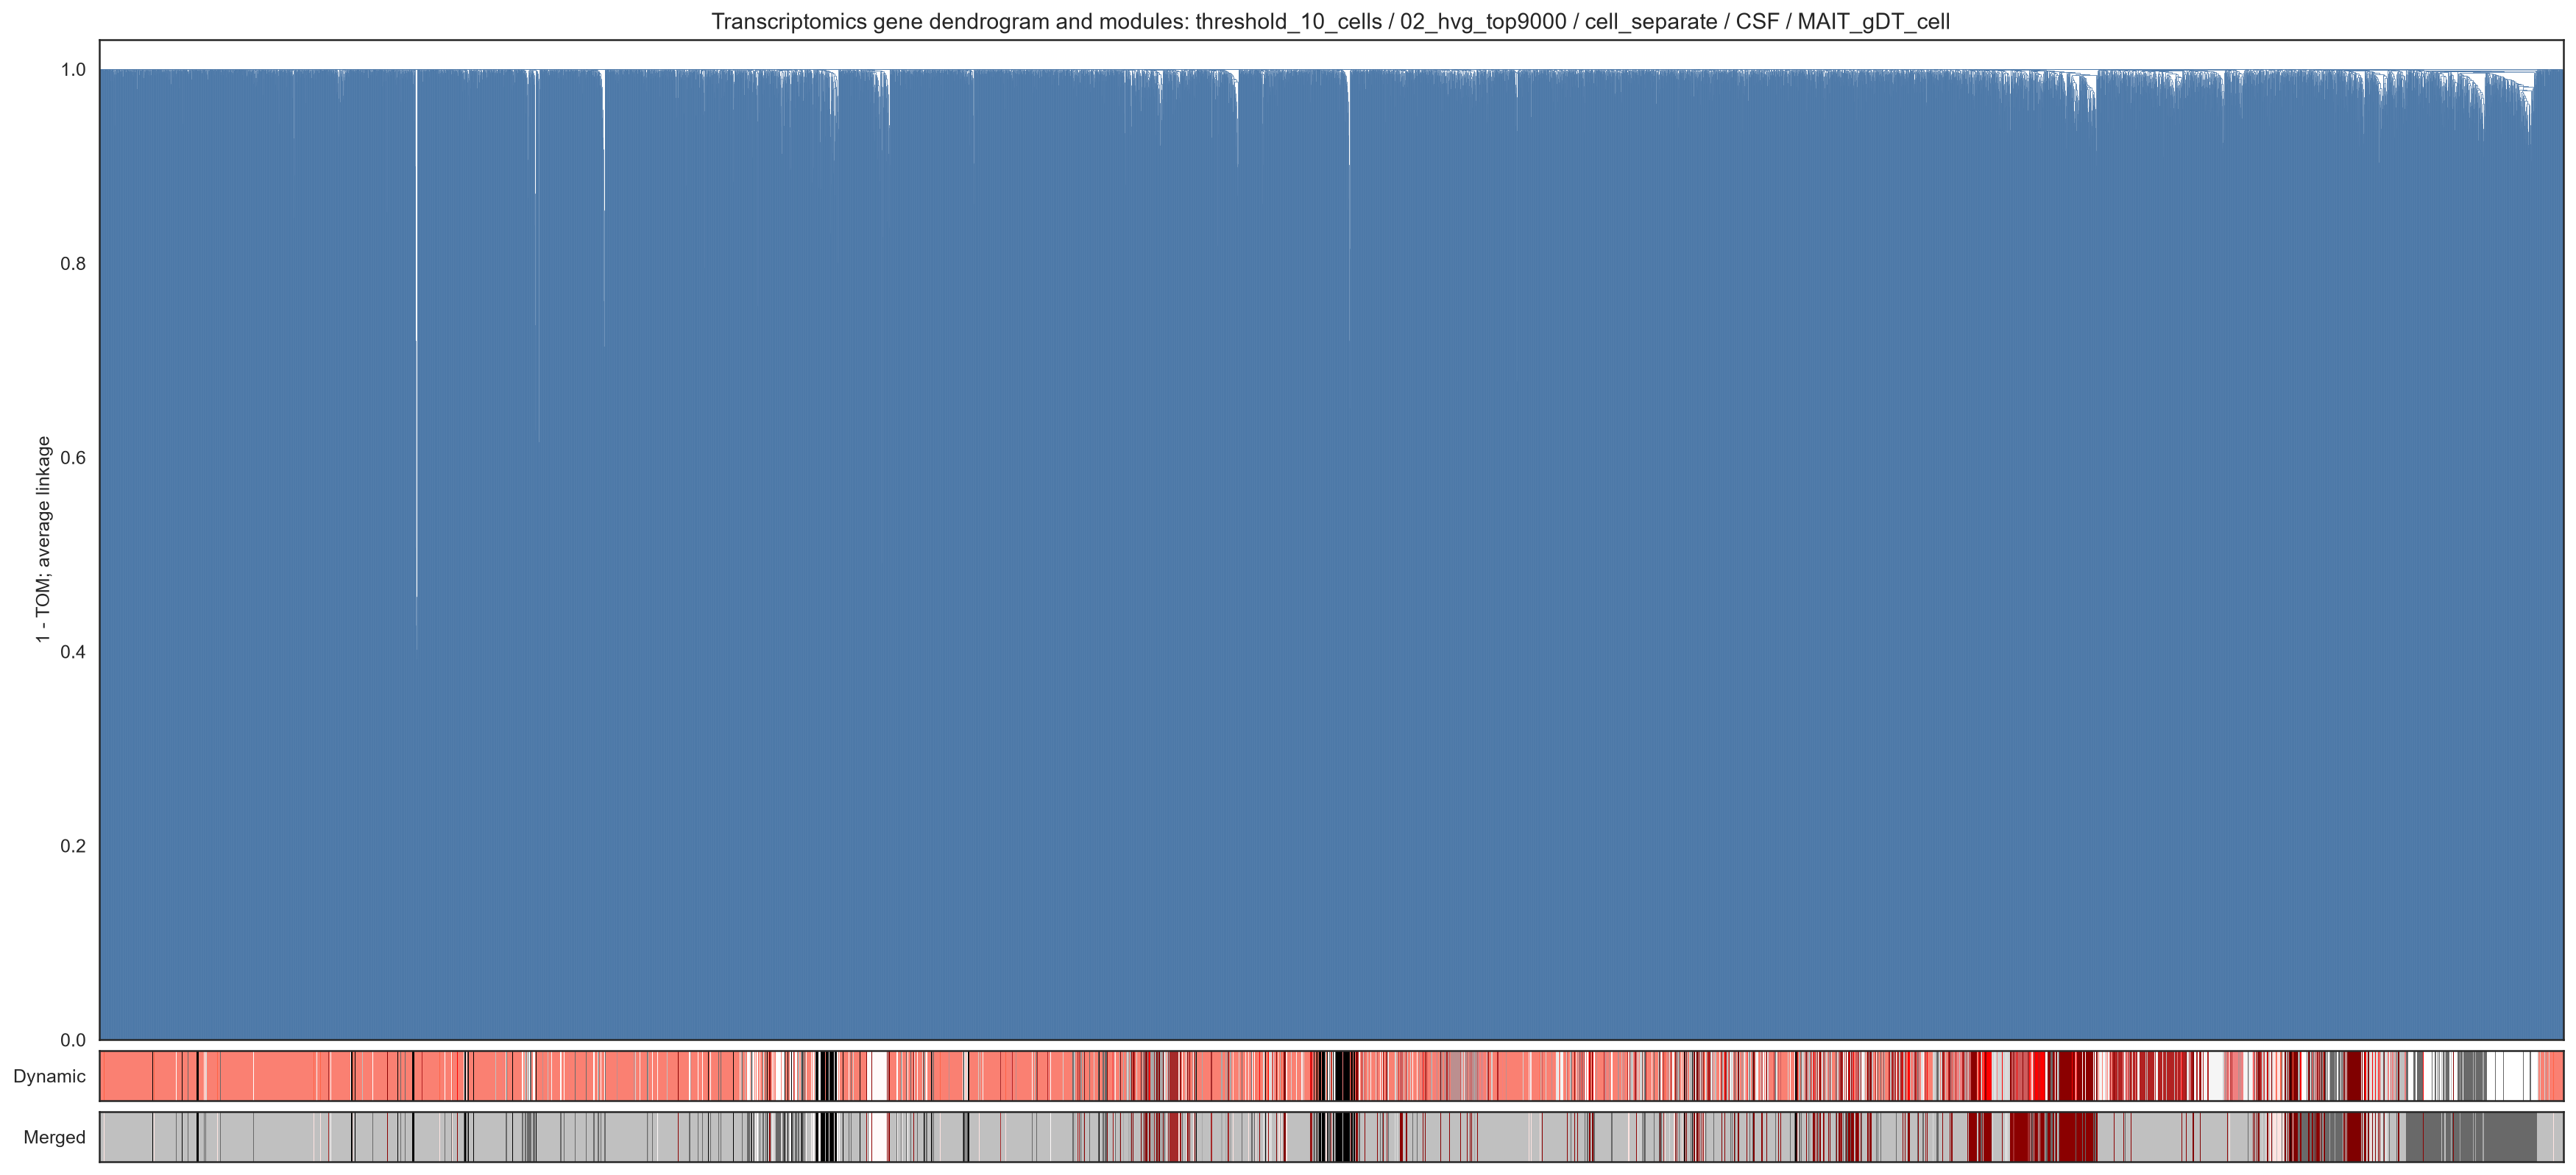 Transcriptomics gene dendrogram and modules: threshold_10_cells / 02_hvg_top9000 / cell_separate / CSF / MAIT_gDT_cell
1.0
0.8
0.6
0.4
0.2
0.0
1 - TOM; average linkage
Dynamic
Merged